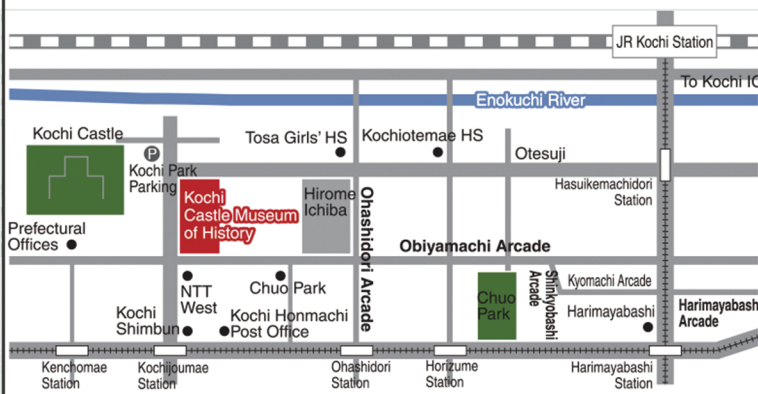 JR Kochi Station
To Kochi IC
Enokuchi River
Kochi Castle
Tosa Girls' HS
Kochiotemae HS
P
Otesuji
Kochi Park
Parking
Hasuikemachidori
Station
Kochi
Castle Museum
of History
Hirome
Ichiba
Ohashidori Arcade
Prefectural
Offices
Obiyamachi Arcade
NTT
West
Chuo Park
Chuo
Park
Shinkyobashi
Arcade
Kyomachi Arcade
Kochi
Shimbun
Kochi Honmachi
Post Office
Harimayabashi
Harimayabash
Arcade
Kenchomae
Station
Kochijoumae
Station
Ohashidori
Station
Horizume
Station
Harimayabashi
Station